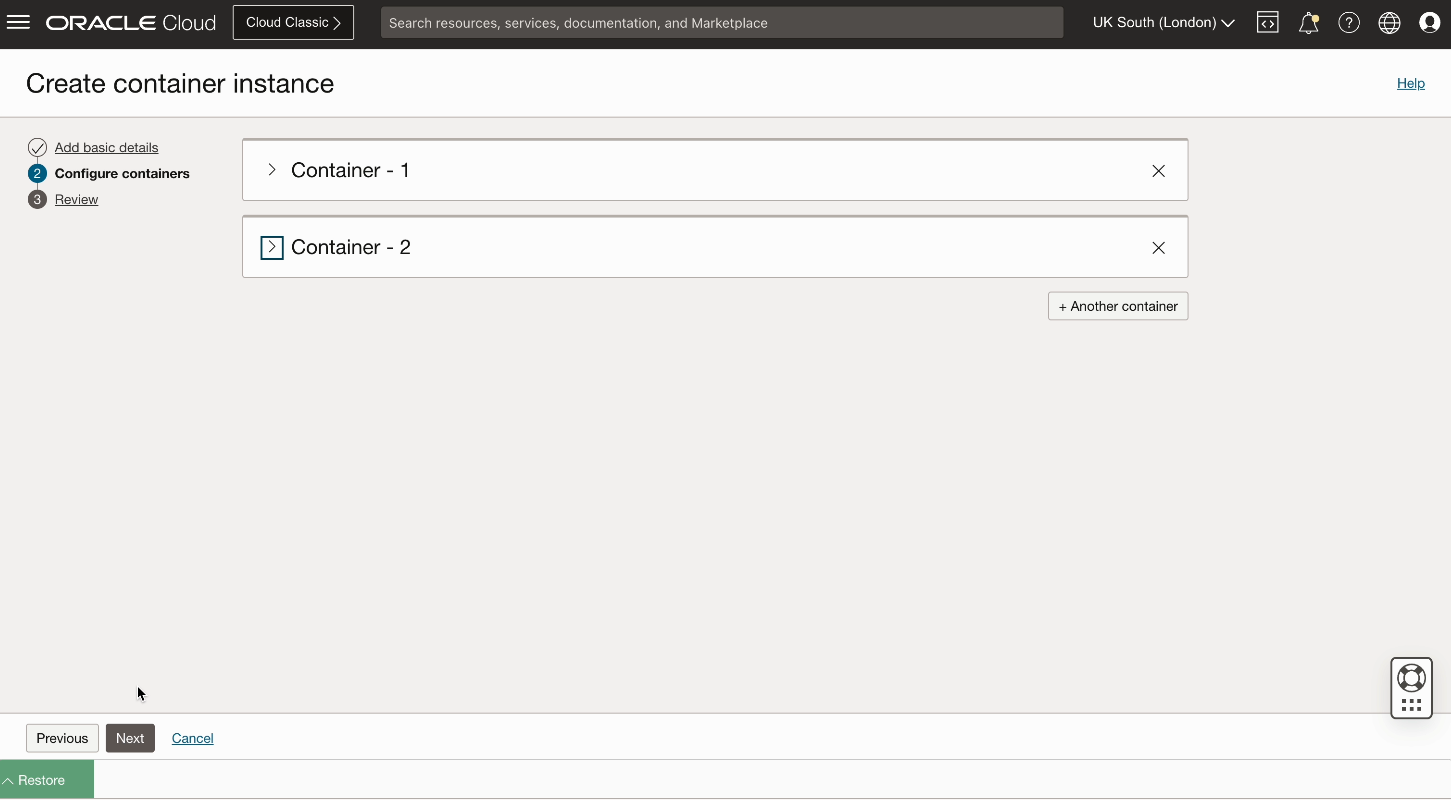 ORACLE Cloud
Cloud Classic
Search resources, services, documentation, and Marketplace
UK South (London)
Create container instance
Help
Add basic details
2 Configure containers
3 Review
Container - 1
Container - 2
+ Another container
Previous
Next
Cancel
Restore